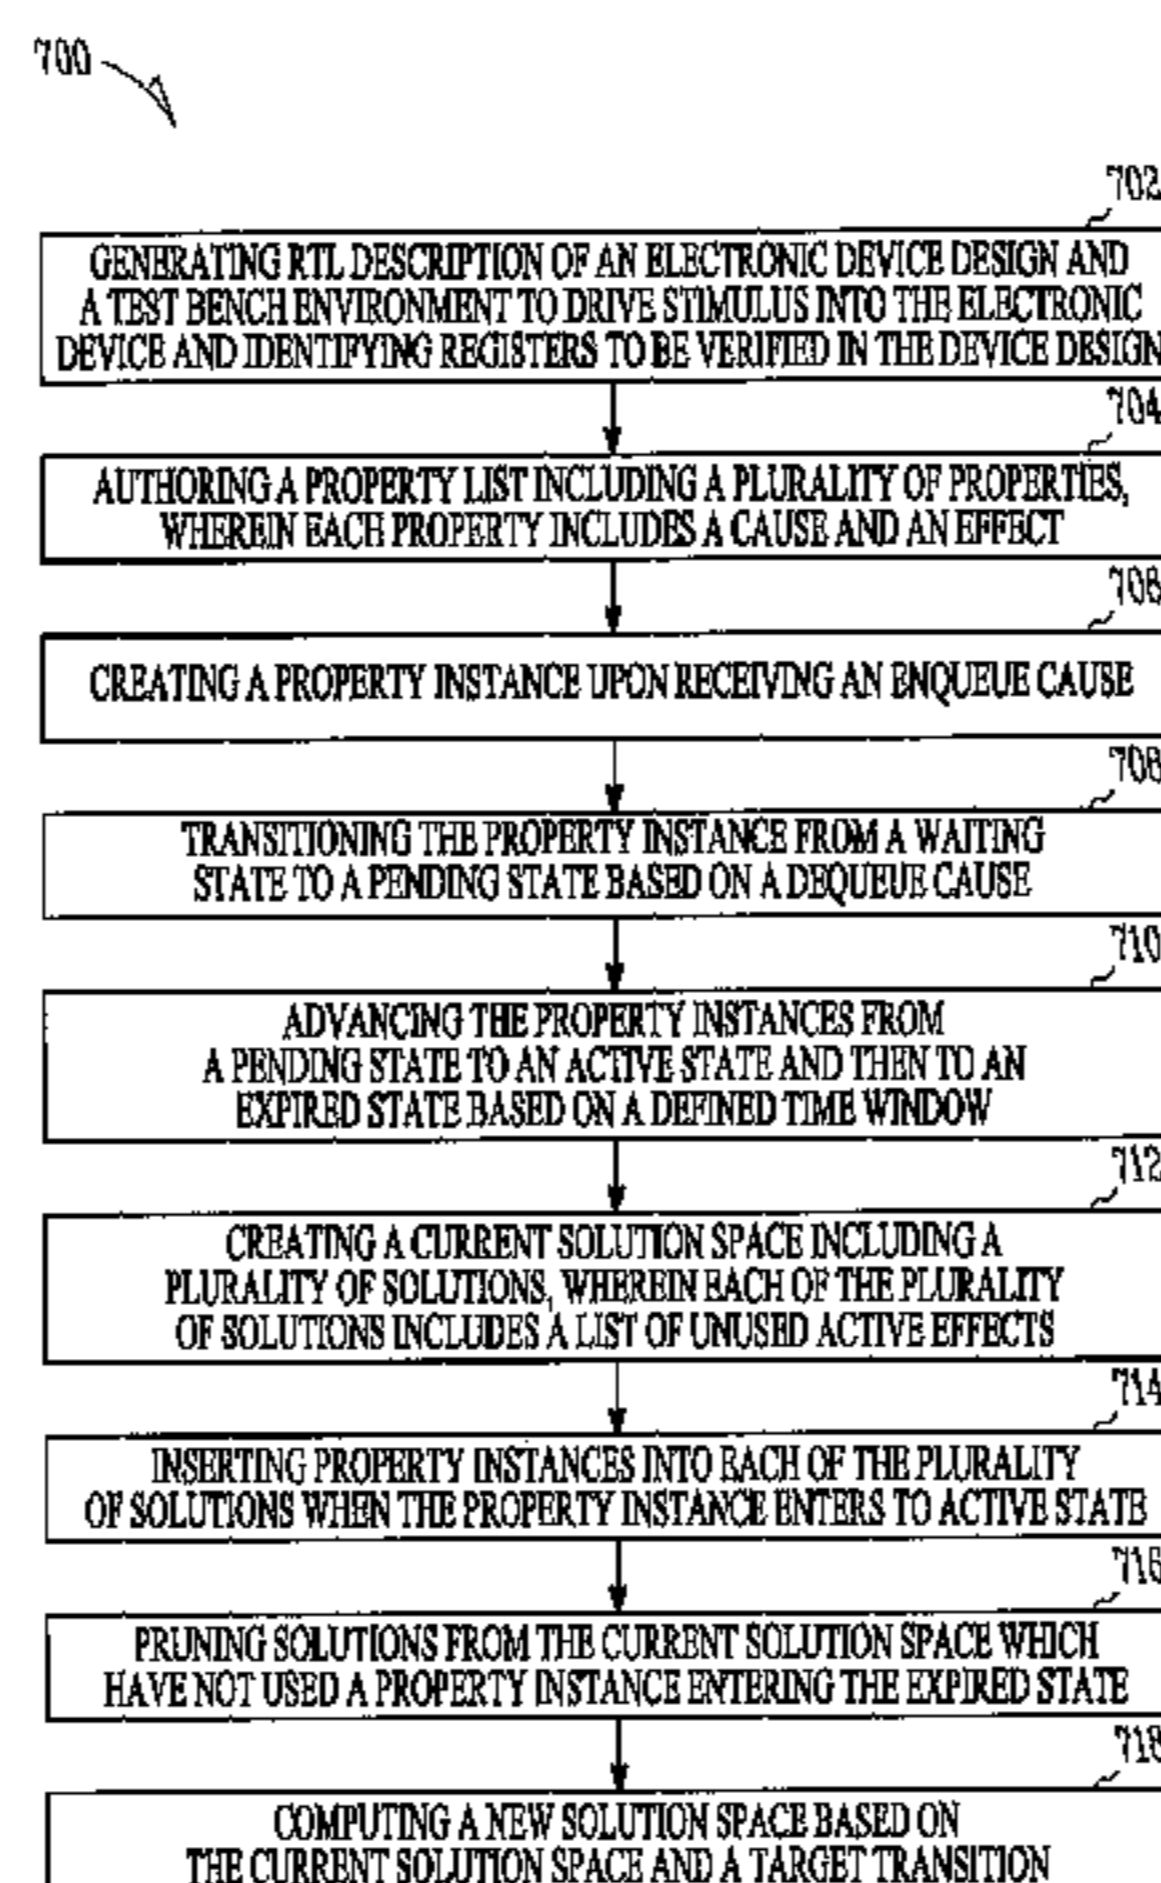 700
702
GENERATING RTL DESCRIPTION OF AN ELECTRONIC DEVICE DESIGN AND
A TEST BENCH ENVIRONMENT TO DRIVE STIMULUS INTO THE ELECTRONIC
DEVICE AND IDENTIFYING REGISTERS TO BE VERIFIED IN THE DEVICE DESIGN
704
AUTHORING A PROPERTY LIST INCLUDING A PLURALITY OF PROPERTIES,
WHEREIN EACH PROPERTY INCLUDES A CAUSE AND AN EFFECT
CREATING A PROPERTY INSTANCE UPON RECEIVING AN ENQUEUE CAUSE
TRANSITIONING THE PROPERTY INSTANCE FROM A WAITING
STATE TO A PENDING STATE BASED ON A DEQUEUE CAUSE
710
ADVANCING THE PROPERTY INSTANCES FROM
A PENDING STATE TO AN ACTIVE STATE AND THEN TO AN
EXPIRED STATE BASED ON A DEFINED TIME WINDOW
712
CREATING A CURRENT SOLUTION SPACE INCLUDING A
PLURALITY OF SOLUTIONS, WHEREIN EACH OF THE PLURALITY
OF SOLUTIONS INCLUDES A LIST OF UNUSED ACTIVE EFFECTS
714
INSERTING PROPERTY INSTANCES INTO EACH OF THE PLURALITY
OF SOLUTIONS WHEN THE PROPERTY INSTANCE ENTERS TO ACTIVE STATE
716
PRUNING SOLUTIONS FROM THE CURRENT SOLUTION SPACE WHICH
HAVE NOT USED A PROPERTY INSTANCE ENTERING THE EXPIRED STATE
718
COMPUTING A NEW SOLUTION SPACE BASED ON
THE CURRENT SOLUTION SPACE AND A TARGET TRANSITION